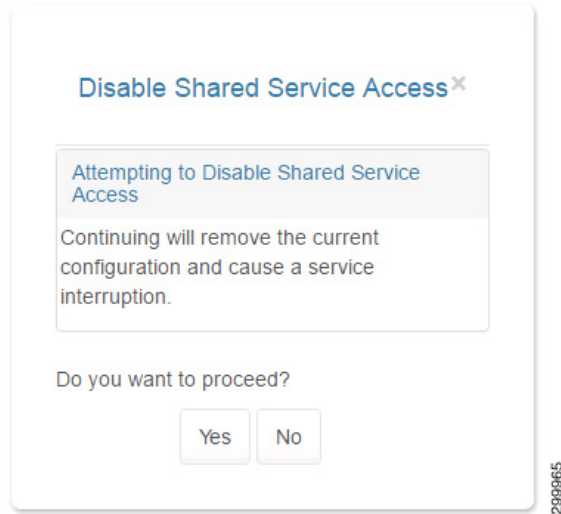 Disable Shared Service Access×
Attempting to Disable Shared Service
Access
Continuing will remove the current
configuration and cause a service
interruption.
Do you want to proceed?
Yes No
299965